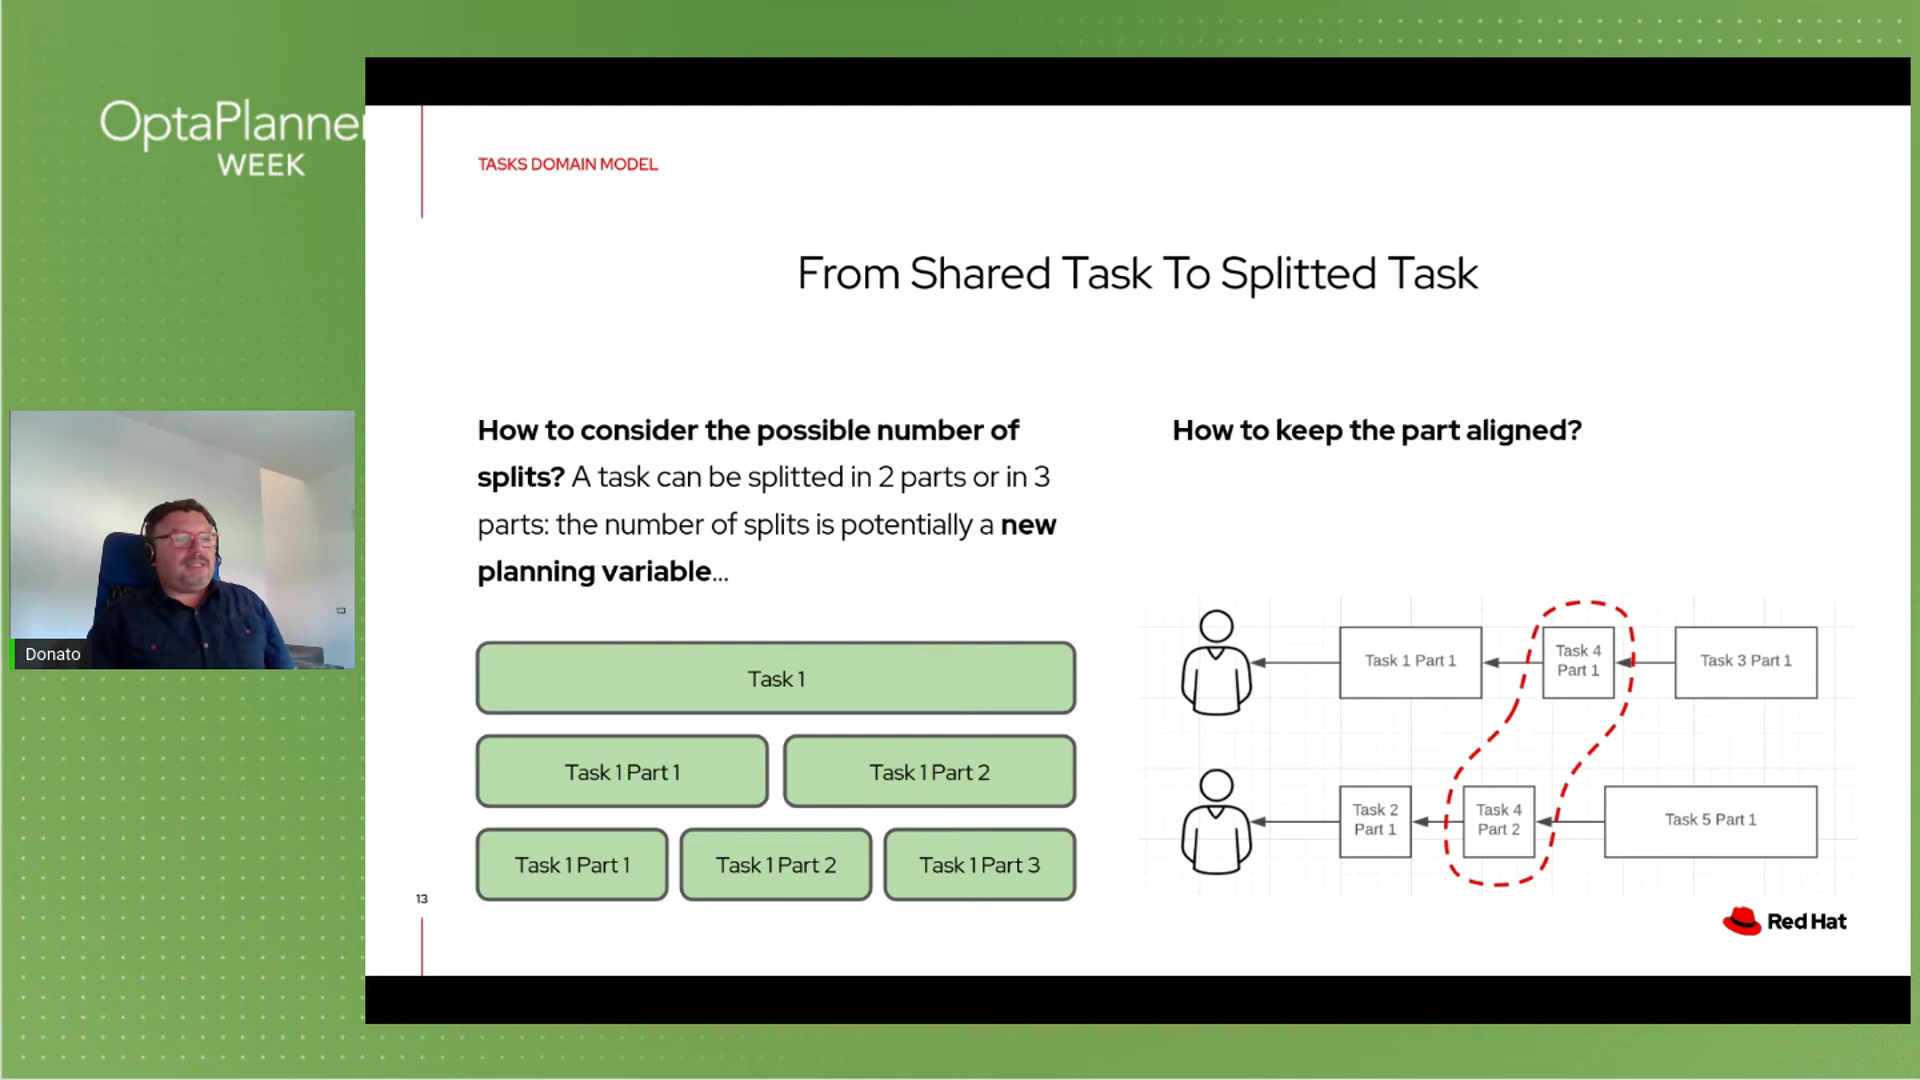 OptaPlanner
WEEK
Donato
TASKS DOMAIN MODEL
From Shared Task To Splitted Task
How to consider the possible number of
splits? A task can be splitted in 2 parts or in 3
parts: the number of splits is potentially a new
planning variable...
Task 1
Task 1 Part 1
Task 1 Part 2
Task 1 Part 1
Task 1 Part 2
Task 1 Part 3
How to keep the part aligned?
Task 1 Part 1
Task 4
Part 1
Task 3 Part 1
Task 2
Part 1
Task 4
Part 2
Task 5 Part 1
13
Red Hat